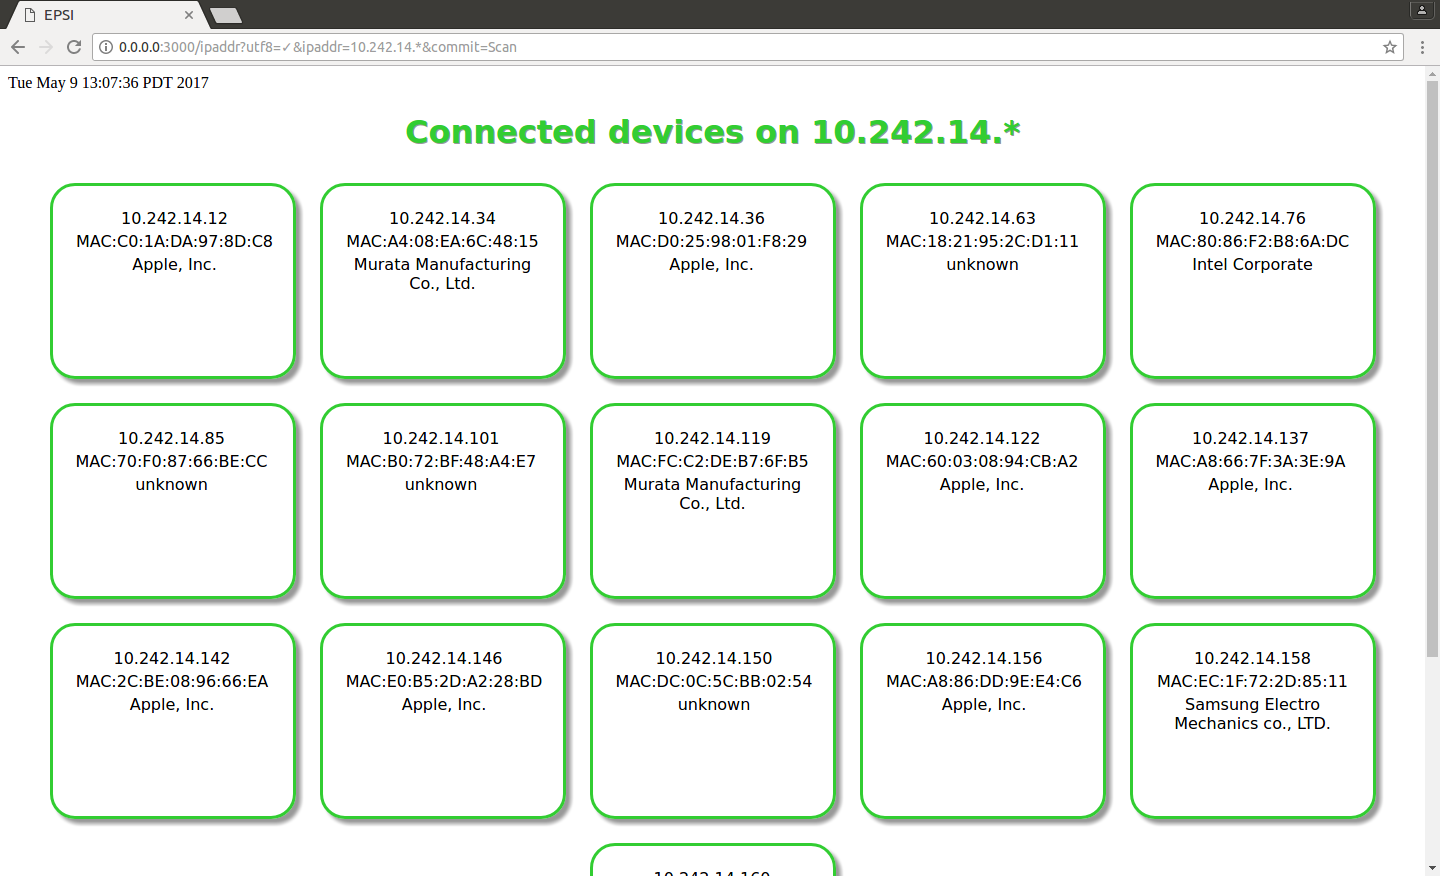 EPSI
0.0.0.0:3000/ipaddr?utf8=✓&ipaddr=10.242.14.*&commit=Scan
Tue May 9 13:07:36 PDT 2017
Connected devices on 10.242.14.*
10.242.14.12
MAC:C0:1A:DA:97:8D:C8
Apple, Inc.
10.242.14.34
MAC:A4:08:EA:6C:48:15
Murata Manufacturing
Co., Ltd.
10.242.14.36
MAC:D0:25:98:01:F8:29
Apple, Inc.
10.242.14.63
MAC:18:21:95:2C:D1:11
unknown
10.242.14.76
MAC:80:86:F2:B8:6A:DC
Intel Corporate
10.242.14.85
MAC:70:F0:87:66:BE:CC
unknown
10.242.14.101
MAC:B0:72:BF:48:A4:E7
unknown
10.242.14.119
MAC:FC:C2:DE:B7:6F:B5
Murata Manufacturing
Co., Ltd.
10.242.14.122
MAC:60:03:08:94:CB:A2
Apple, Inc.
10.242.14.137
MAC:A8:66:7F:3A:3E:9A
Apple, Inc.
10.242.14.142
MAC:2C:BE:08:96:66:EA
Apple, Inc.
10.242.14.146
MAC:E0:B5:2D:A2:28:BD
Apple, Inc.
10.242.14.150
MAC:DC:0C:5C:BB:02:54
unknown
10.242.14.156
MAC:A8:86:DD:9E:E4:C6
Apple, Inc.
10.242.14.158
MAC:EC:1F:72:2D:85:11
Samsung Electro
Mechanics co., LTD.